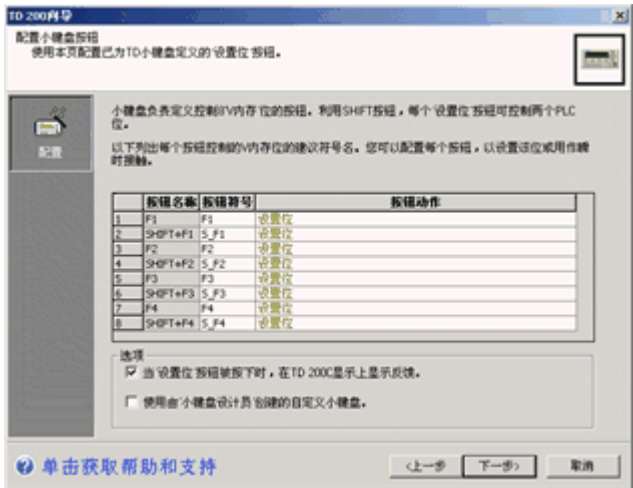 TD 200向导
配置小键盘按钮
使用本页配置已为TD小键盘定义的'设置位'按钮。
配置
小键盘负责定义控制8'V内存'位的按钮。利用SHIFT按钮，每个'设置位'按钮可控制两个PLC
位。
以下列出每个按钮控制的V内存位的建议符号名。您可以配置每个按钮，以设置该位或用作瞬
时接触。
按钮名称 按钮符号 按钮动作
1 F1 F1 设置位
2 SHIFT+F1 S_F1 设置位
3 F2 F2 设置位
4 SHIFT+F2 S_F2 设置位
5 F3 F3 设置位
6 SHIFT+F3 S_F3 设置位
7 F4 F4 设置位
8 SHIFT+F4 S_F4 设置位
选项
当'设置位'按钮被按下时，在TD 200C显示上显示反馈。
使用由'小键盘设计员'创建的自定义小键盘。
单击获取帮助和支持
<上一步 下一步> 取消